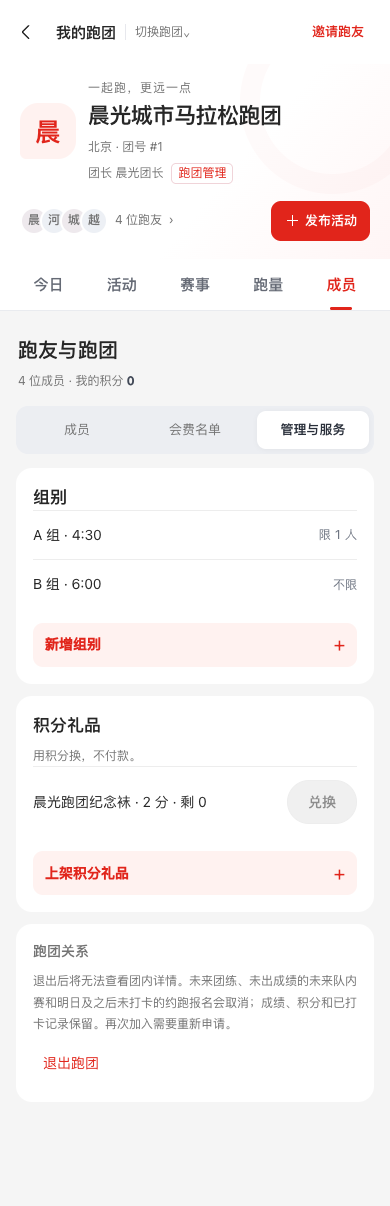 我的跑团
切换跑团⌄
邀请跑友
一起跑，更远一点
晨
晨光城市马拉松跑团
北京 · 团号 #1
团长 晨光团长
跑团管理
晨 河 城 越
4 位跑友 ›
＋ 发布活动
今日
活动
赛事
跑量
成员
跑友与跑团
4 位成员 · 我的积分 0
成员
会费名单
管理与服务
组别
A 组 · 4:30
限 1 人
B 组 · 6:00
不限
新增组别
+
积分礼品
用积分换，不付款。
晨光跑团纪念袜 · 2 分 · 剩 0
兑换
上架积分礼品
+
跑团关系
退出后将无法查看团内详情。未来团练、未出成绩的未来队内
赛和明日及之后未打卡的约跑报名会取消；成绩、积分和已打
卡记录保留。再次加入需要重新申请。
退出跑团